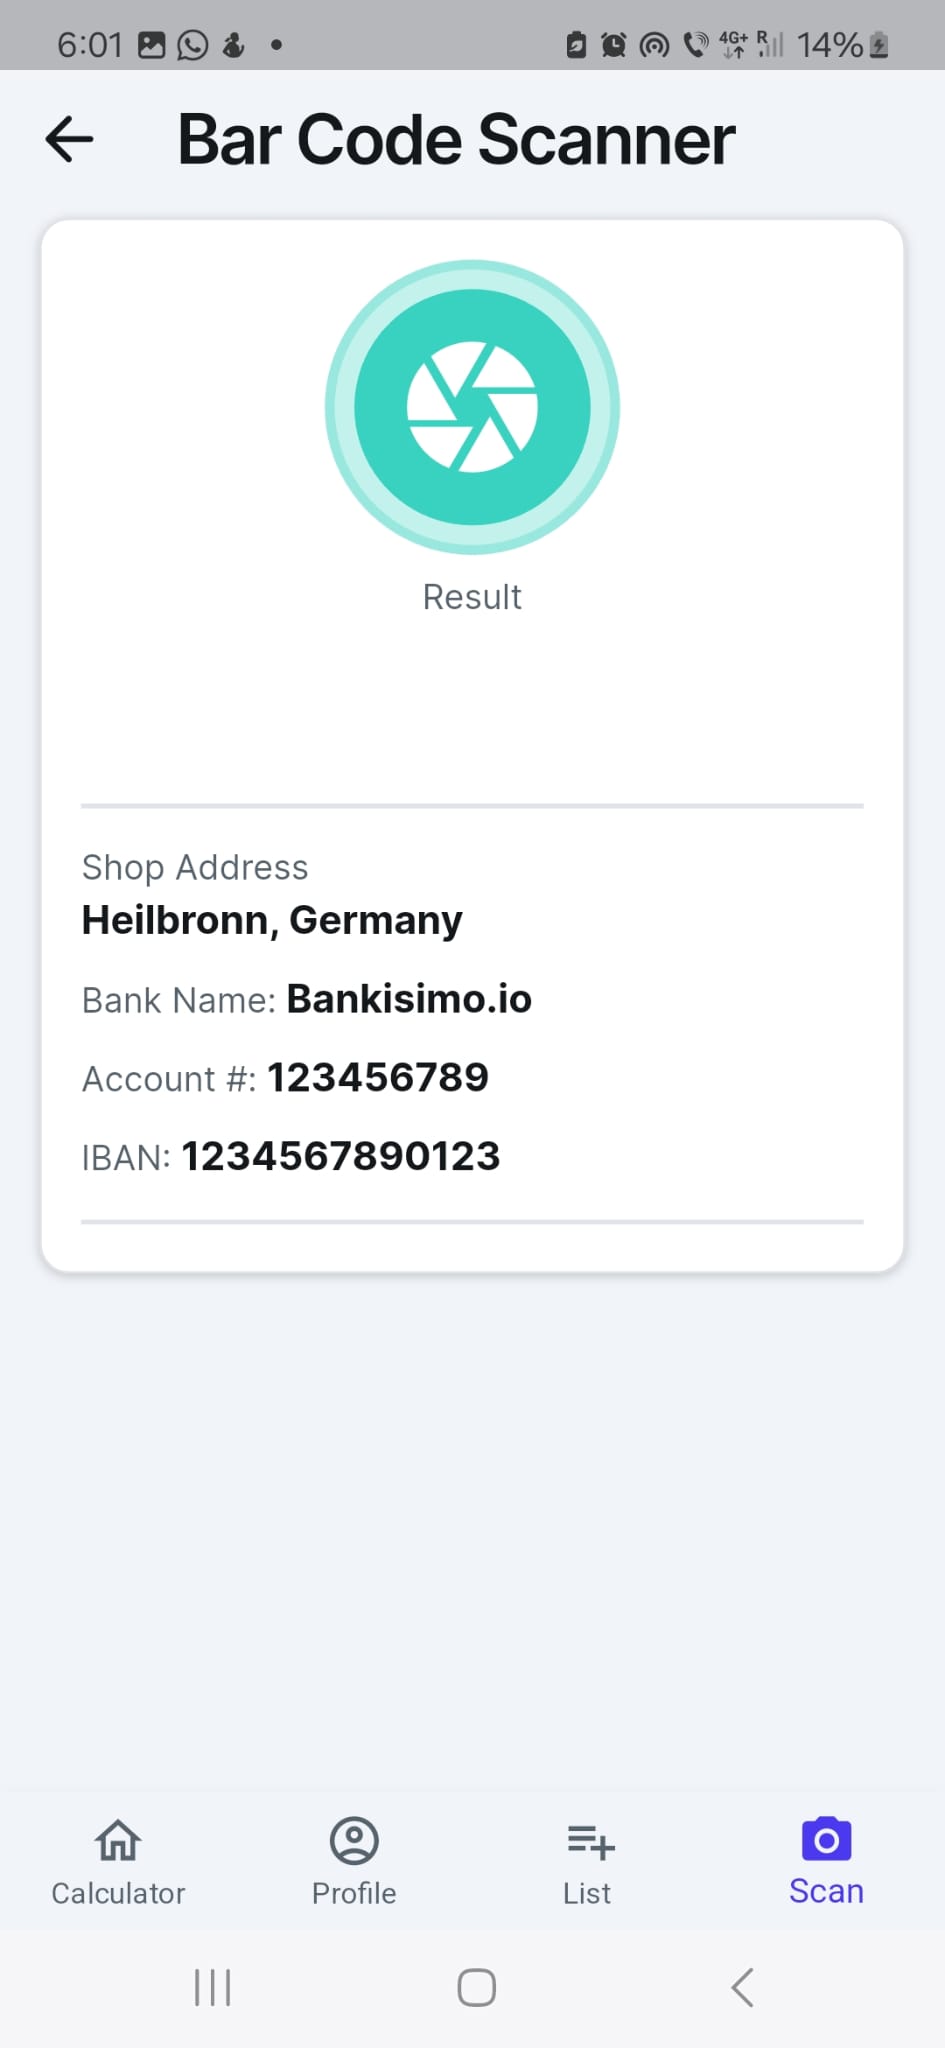 6:01 4G+ R 14%
Bar Code Scanner
Result
Shop Address
Heilbronn, Germany
Bank Name: Bankisimo.io
Account #: 123456789
IBAN: 1234567890123
Calculator Profile List Scan